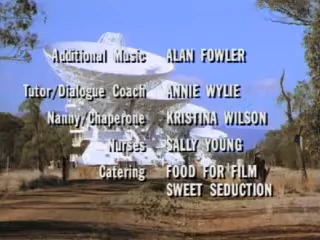 Additional Music ALAN FOWLER
Tutor/Dialogue Coach ANNIE WYLIE
Nanny/Chaperone KRISTINA WILSON
Nurses SALLY YOUNG
Catering FOOD FOR FILM
SWEET SEDUCTION